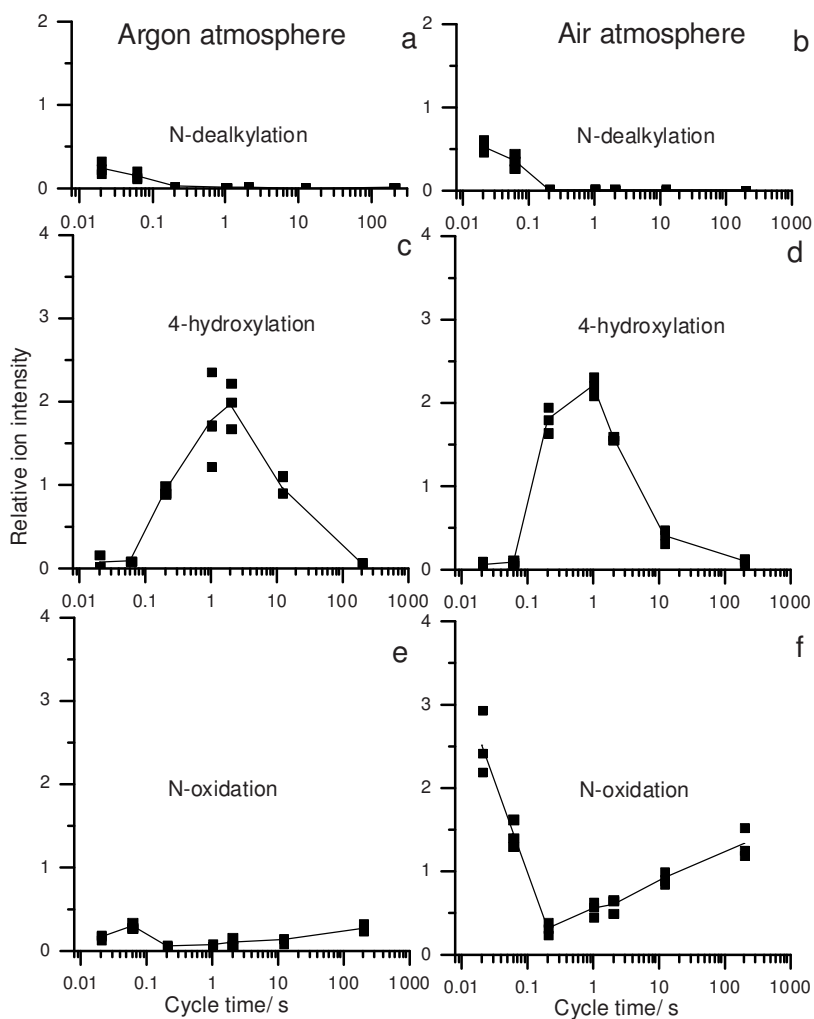 Argon atmosphere
a
2
1
0
N-dealkylation
0.01 0.1 1 10 100
Air atmosphere
b
2
1
0
N-dealkylation
0.01 0.1 1 10 100 1000
Relative ion intensity
c
4
3
2
1
0
4-hydroxylation
0.01 0.1 1 10 100 1000
d
4
3
2
1
0
4-hydroxylation
0.01 0.1 1 10 100 1000
e
4
3
2
1
0
N-oxidation
0.01 0.1 1 10 100 1000
Cycle time/ s
f
4
3
2
1
0
N-oxidation
0.01 0.1 1 10 100 1000
Cycle time/ s